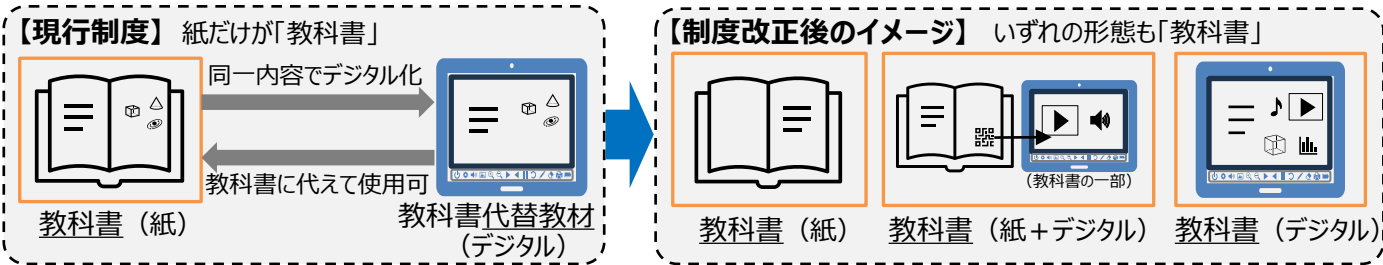 【現行制度】 紙だけが「教科書」
同一内容でデジタル化
教科書に代えて使用可
教科書（紙）
教科書代替教材
（デジタル）
【制度改正後のイメージ】 いずれの形態も「教科書」
（教科書の一部）
教科書（紙）
教科書（紙＋デジタル）
教科書（デジタル）